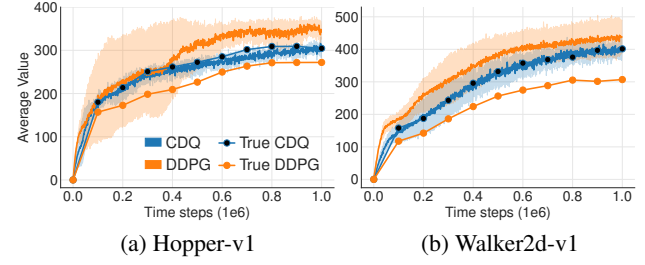 400
300
200
100
0
Average Value
CDQ
True CDQ
DDPG
True DDPG
0.0 0.2 0.4 0.6 0.8 1.0
Time steps (1e6)
(a) Hopper-v1
500
400
300
200
100
0
0.0 0.2 0.4 0.6 0.8 1.0
Time steps (1e6)
(b) Walker2d-v1